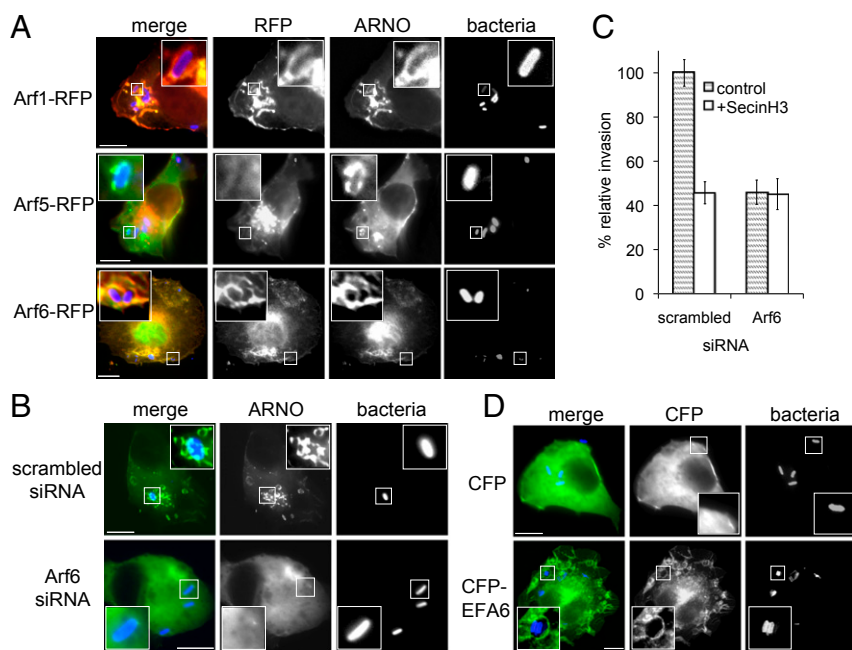 A
merge RFP ARNO bacteria
Arf1-RFP
Arf5-RFP
Arf6-RFP
B
merge ARNO bacteria
scrambled
siRNA
Arf6
siRNA
C
% relative invasion
100
80
60
40
20
0
control
+SecinH3
scrambled Arf6
siRNA
D
merge CFP bacteria
CFP
CFP-
EFA6